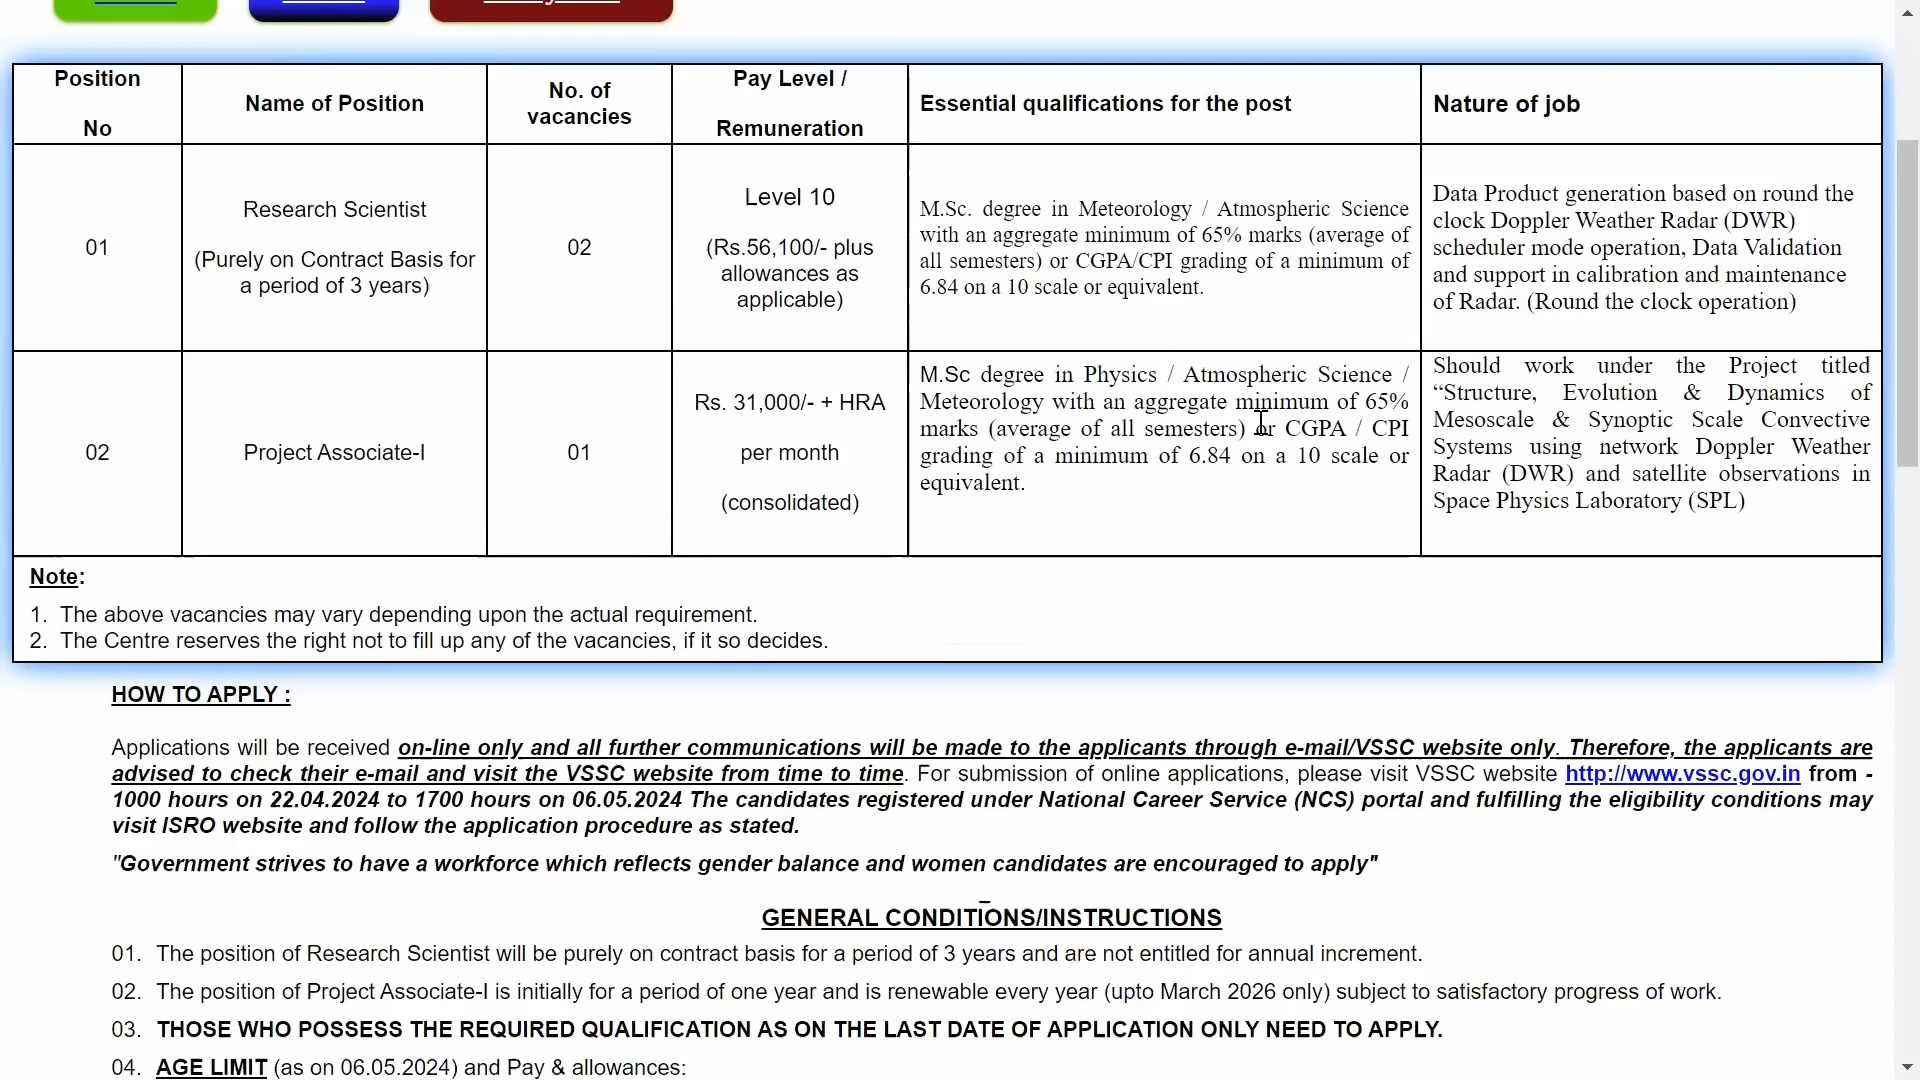 Position
No
Name of Position
No. of
vacancies
Pay Level /
Remuneration
Essential qualifications for the post
Nature of job
01
Research Scientist
(Purely on Contract Basis for
a period of 3 years)
02
Level 10
(Rs.56,100/- plus
allowances as
applicable)
M.Sc. degree in Meteorology / Atmospheric Science
with an aggregate minimum of 65% marks (average of
all semesters) or CGPA/CPI grading of a minimum of
6.84 on a 10 scale or equivalent.
Data Product generation based on round the
clock Doppler Weather Radar (DWR)
scheduler mode operation, Data Validation
and support in calibration and maintenance
of Radar. (Round the clock operation)
02
Project Associate-I
01
Rs. 31,000/- + HRA
per month
(consolidated)
M.Sc degree in Physics / Atmospheric Science /
Meteorology with an aggregate minimum of 65%
marks (average of all semesters) or CGPA / CPI
grading of a minimum of 6.84 on a 10 scale or
equivalent.
Should work under the Project titled
“Structure, Evolution & Dynamics of
Mesoscale & Synoptic Scale Convective
Systems using network Doppler Weather
Radar (DWR) and satellite observations in
Space Physics Laboratory (SPL)
Note:
1. The above vacancies may vary depending upon the actual requirement.
2. The Centre reserves the right not to fill up any of the vacancies, if it so decides.
HOW TO APPLY :
Applications will be received on-line only and all further communications will be made to the applicants through e-mail/VSSC website only. Therefore, the applicants are
advised to check their e-mail and visit the VSSC website from time to time. For submission of online applications, please visit VSSC website http://www.vssc.gov.in from -
1000 hours on 22.04.2024 to 1700 hours on 06.05.2024 The candidates registered under National Career Service (NCS) portal and fulfilling the eligibility conditions may
visit ISRO website and follow the application procedure as stated.
"Government strives to have a workforce which reflects gender balance and women candidates are encouraged to apply"
GENERAL CONDITIONS/INSTRUCTIONS
01. The position of Research Scientist will be purely on contract basis for a period of 3 years and are not entitled for annual increment.
02. The position of Project Associate-I is initially for a period of one year and is renewable every year (upto March 2026 only) subject to satisfactory progress of work.
03. THOSE WHO POSSESS THE REQUIRED QUALIFICATION AS ON THE LAST DATE OF APPLICATION ONLY NEED TO APPLY.
04. AGE LIMIT (as on 06.05.2024) and Pay & allowances: